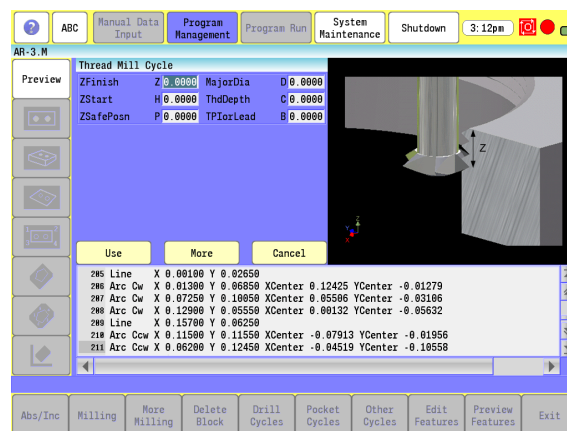 ?
ABC
Manual Data Input
Program Management
Program Run
System Maintenance
Shutdown
3:12pm
AR-3.M
Preview
Thread Mill Cycle
ZFinish Z 0.0000 MajorDia D 0.0000
ZStart H 0.0000 ThdDepth C 0.0000
ZSafePosn P 0.0000 TPIorLead B 0.0000
Z
Z
Y
X
Use More Cancel
205 Line X 0.00100 Y 0.02650
206 Arc Cw X 0.01300 Y 0.06850 XCenter 0.12425 YCenter -0.01279
207 Arc Cw X 0.07250 Y 0.10050 XCenter 0.05506 YCenter -0.03106
208 Arc Cw X 0.12900 Y 0.05550 XCenter 0.00132 YCenter -0.05632
209 Line X 0.15700 Y 0.06250
210 Arc Ccw X 0.11500 Y 0.11550 XCenter -0.07913 YCenter -0.01956
211 Arc Ccw X 0.06200 Y 0.12450 XCenter -0.04519 YCenter -0.10558
Abs/Inc
Milling
More Milling
Delete Block
Drill Cycles
Pocket Cycles
Other Cycles
Edit Features
Preview Features
Exit